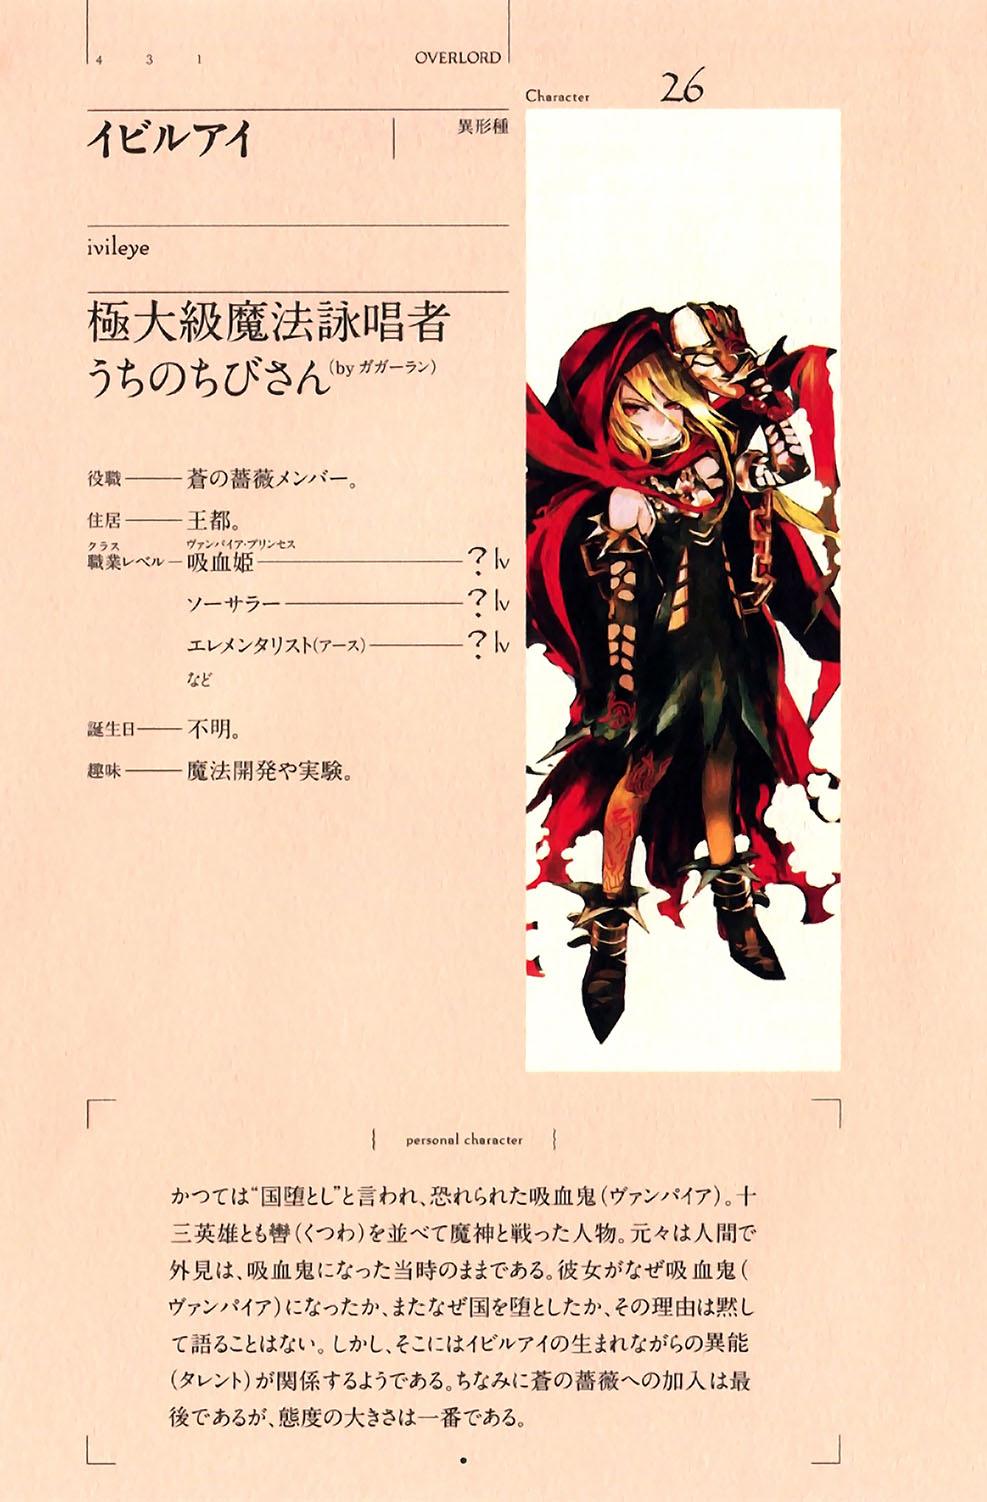 431
OVERLORD
Character 26
イビルアイ
異形種
ivileye
極大級魔法詠唱者
うちのちびさん(by ガガーラン)
役職――蒼の薔薇メンバー。
住居――王都。
クラス ヴァンパイア・プリンセス
職業レベル―吸血姫――?lv
ソーサラー――?lv
エレメンタリスト(アース)――?lv
など
誕生日――不明。
趣味――魔法開発や実験。
personal character
かつては“国堕とし”と言われ、恐れられた吸血鬼(ヴァンパイア)。十
三英雄とも轡(くつわ)を並べて魔神と戦った人物。元々は人間で
外見は、吸血鬼になった当時のままである。彼女がなぜ吸血鬼(
ヴァンパイア)になったか、またなぜ国を堕としたか、その理由は黙し
て語ることはない。しかし、そこにはイビルアイの生まれながらの異能
(タレント)が関係するようである。ちなみに蒼の薔薇への加入は最
後であるが、態度の大きさは一番である。